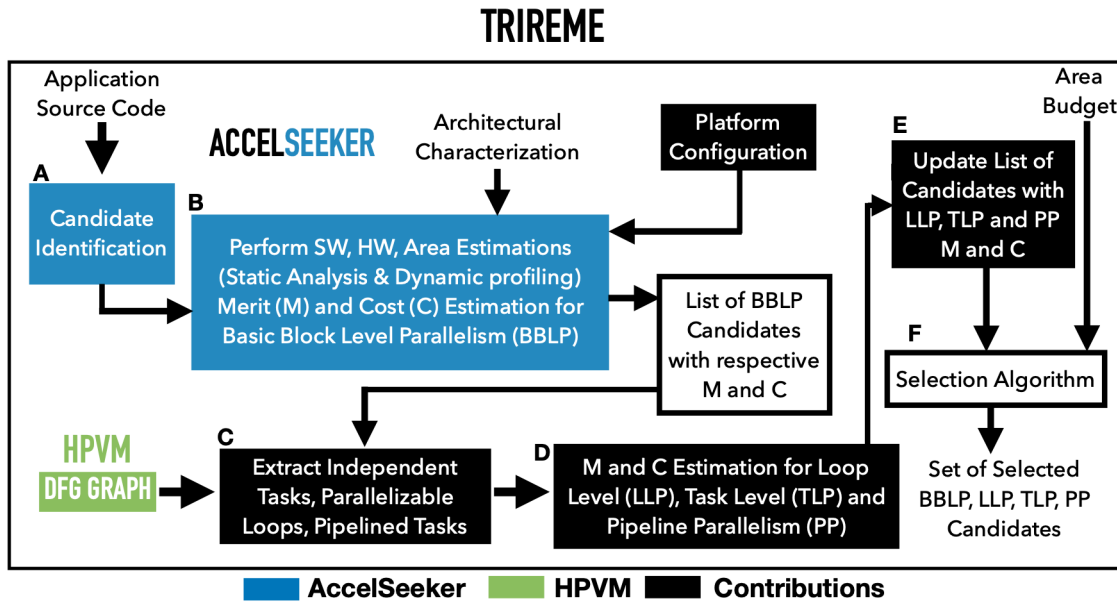 TRIREME
Application
Source Code
Area
Budget
ACCELSEEKER
Architectural
Characterization
Platform
Configuration
A
Candidate
Identification
B
Perform SW, HW, Area Estimations
(Static Analysis & Dynamic profiling)
Merit (M) and Cost (C) Estimation for
Basic Block Level Parallelism (BBLP)
List of BBLP
Candidates
with respective
M and C
E
Update List of
Candidates with
LLP, TLP and PP
M and C
F
Selection Algorithm
HPVM
DFG GRAPH
C
Extract Independent
Tasks, Parallelizable
Loops, Pipelined Tasks
D
M and C Estimation for Loop
Level (LLP), Task Level (TLP) and
Pipeline Parallelism (PP)
Set of Selected
BBLP, LLP, TLP, PP
Candidates
AccelSeeker
HPVM
Contributions